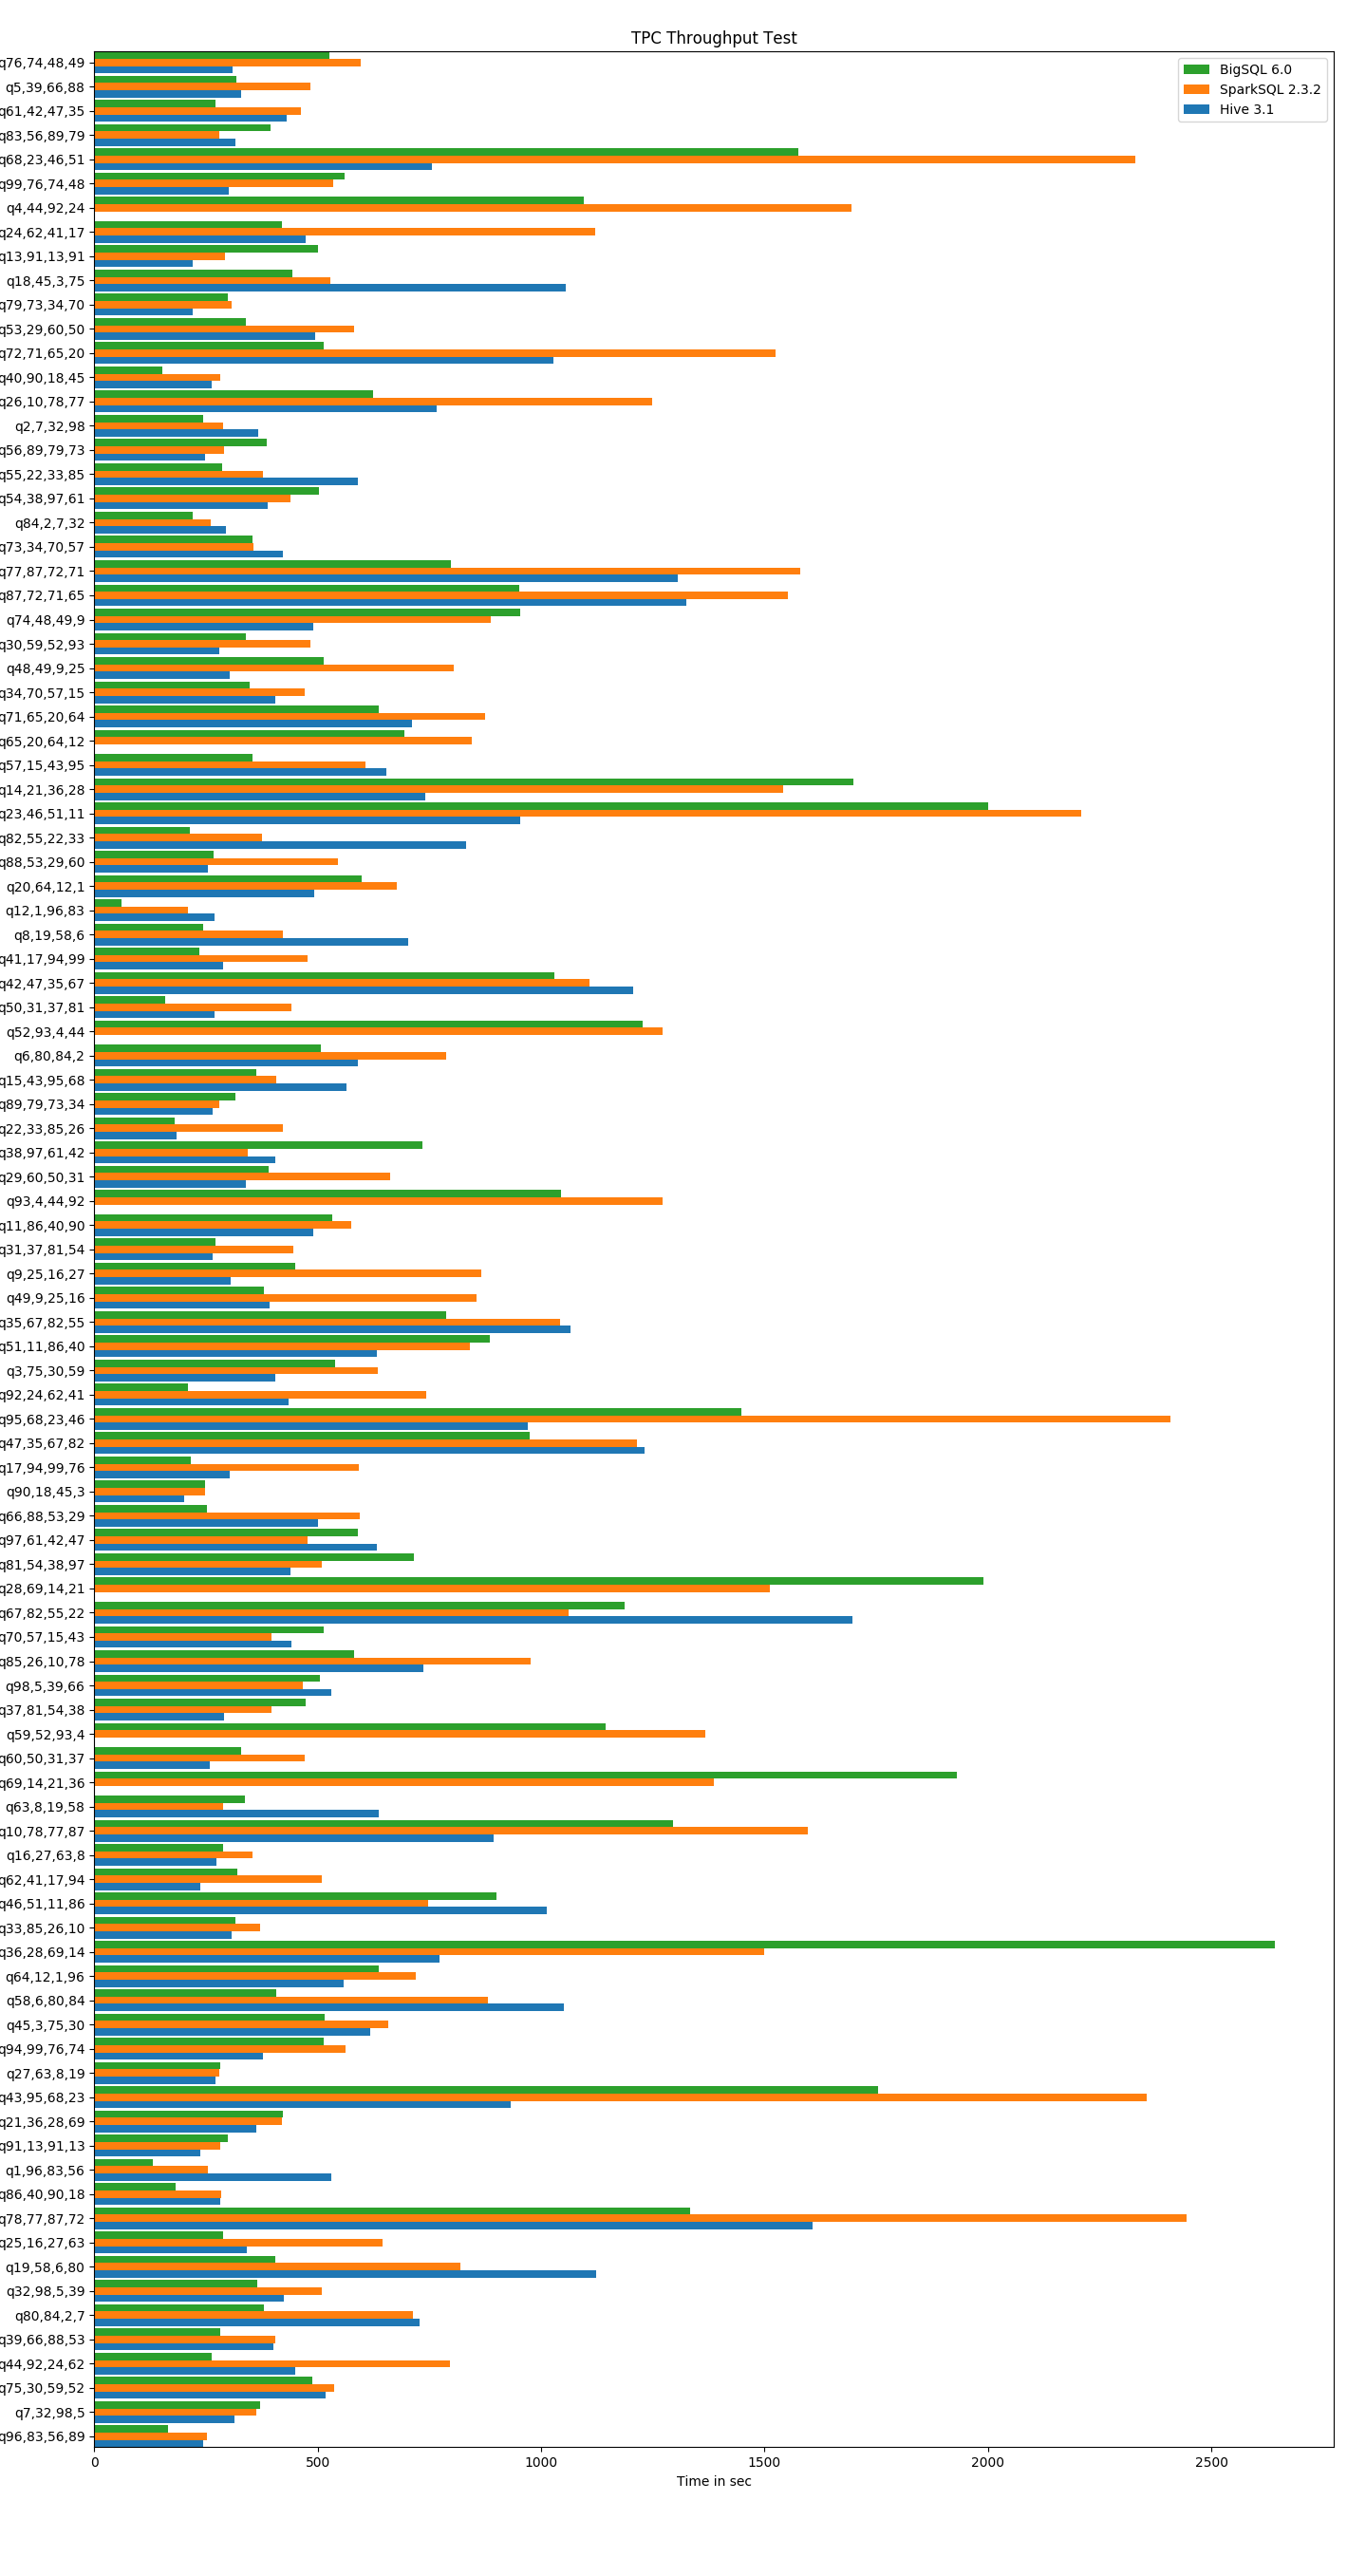 TPC Throughput Test
BigSQL 6.0
SparkSQL 2.3.2
Hive 3.1
q76,74,48,49
q5,39,66,88
q61,42,47,35
q83,56,89,79
q68,23,46,51
q99,76,74,48
q4,44,92,24
q24,62,41,17
q13,91,13,91
q18,45,3,75
q79,73,34,70
q53,29,60,50
q72,71,65,20
q40,90,18,45
q26,10,78,77
q2,7,32,98
q56,89,79,73
q55,22,33,85
q54,38,97,61
q84,2,7,32
q73,34,70,57
q77,87,72,71
q87,72,71,65
q74,48,49,9
q30,59,52,93
q48,49,9,25
q34,70,57,15
q71,65,20,64
q65,20,64,12
q57,15,43,95
q14,21,36,28
q23,46,51,11
q82,55,22,33
q88,53,29,60
q20,64,12,1
q12,1,96,83
q8,19,58,6
q41,17,94,99
q42,47,35,67
q50,31,37,81
q52,93,4,44
q6,80,84,2
q15,43,95,68
q89,79,73,34
q22,33,85,26
q38,97,61,42
q29,60,50,31
q93,4,44,92
q11,86,40,90
q31,37,81,54
q9,25,16,27
q49,9,25,16
q35,67,82,55
q51,11,86,40
q3,75,30,59
q92,24,62,41
q95,68,23,46
q47,35,67,82
q17,94,99,76
q90,18,45,3
q66,88,53,29
q97,61,42,47
q81,54,38,97
q28,69,14,21
q67,82,55,22
q70,57,15,43
q85,26,10,78
q98,5,39,66
q37,81,54,38
q59,52,93,4
q60,50,31,37
q69,14,21,36
q63,8,19,58
q10,78,77,87
q16,27,63,8
q62,41,17,94
q46,51,11,86
q33,85,26,10
q36,28,69,14
q64,12,1,96
q58,6,80,84
q45,3,75,30
q94,99,76,74
q27,63,8,19
q43,95,68,23
q21,36,28,69
q91,13,91,13
q1,96,83,56
q86,40,90,18
q78,77,87,72
q25,16,27,63
q19,58,6,80
q32,98,5,39
q80,84,2,7
q39,66,88,53
q44,92,24,62
q75,30,59,52
q7,32,98,5
q96,83,56,89
0 500 1000 1500 2000 2500
Time in sec